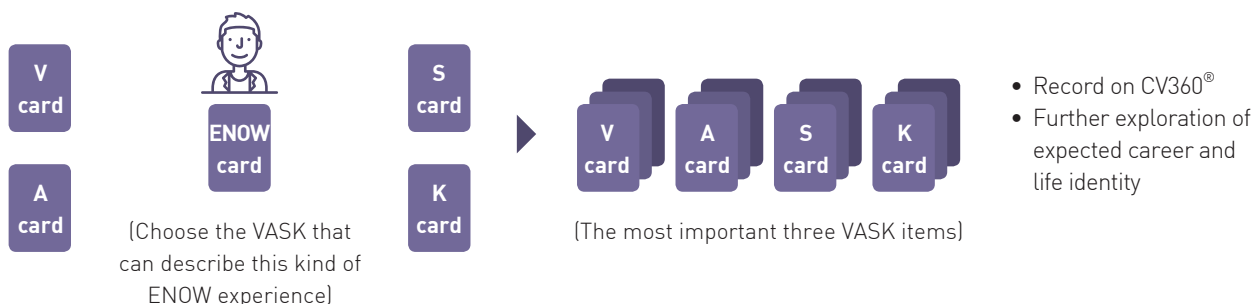 V
card
A
card
ENOW
card
(Choose the VASK that
can describe this kind of
ENOW experience)
S
card
K
card
V
card
A
card
S
card
K
card
(The most important three VASK items)
• Record on CV360®
• Further exploration of
expected career and
life identity